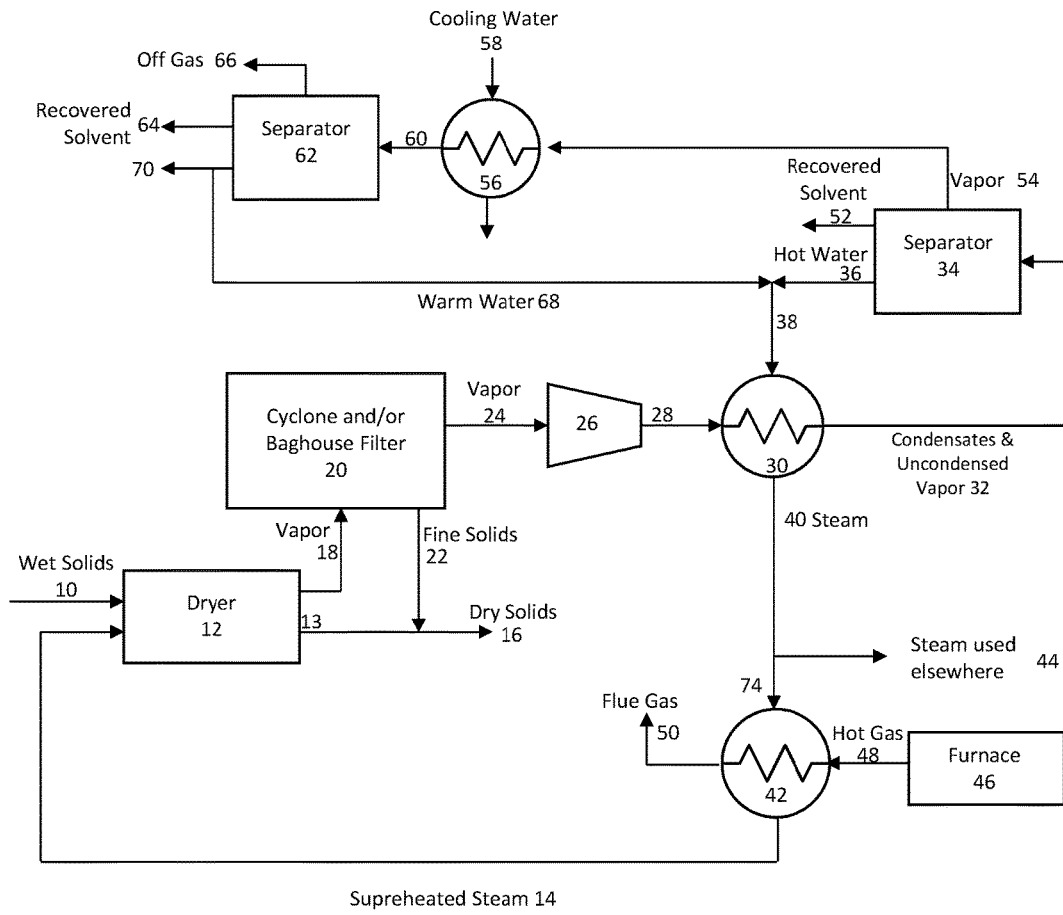 Cooling Water
58
Off Gas 66
Recovered
Solvent
64
70
Separator
62
60
56
Recovered
Solvent
52
Vapor 54
Hot Water
36
Separator
34
Warm Water 68
38
Cyclone and/or
Baghouse Filter
20
Vapor
24
26
28
30
Condensates &
Uncondensed
Vapor 32
Vapor
18
Fine Solids
22
40 Steam
Wet Solids
10
Dryer
12
13
Dry Solids
16
Steam used
elsewhere
44
74
Flue Gas
50
42
Hot Gas
48
Furnace
46
Supreheated Steam 14